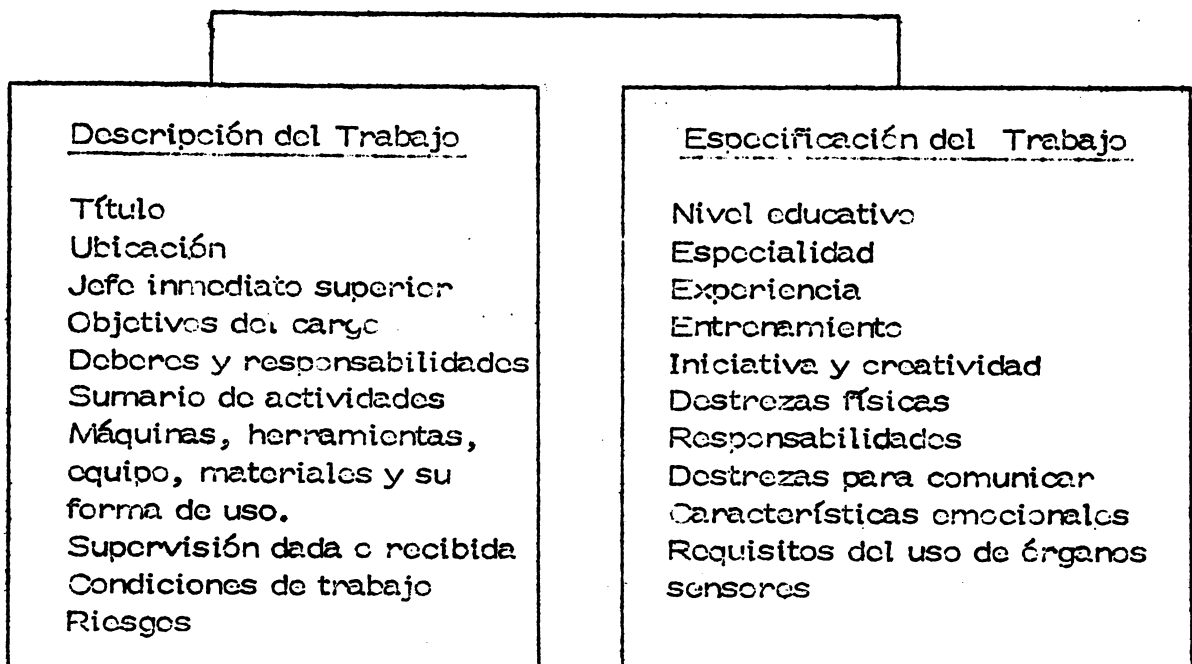 Descripción del Trabajo
Título
Ubicación
Jefe inmediato superior
Objetivos del cargo
Deberes y responsabilidades
Sumario de actividades
Máquinas, herramientas,
equipo, materiales y su
forma de uso.
Supervisión dada o recibida
Condiciones de trabajo
Riesgos
Especificación del Trabajo
Nivel educativo
Especialidad
Experiencia
Entrenamiento
Iniciativa y creatividad
Destrezas físicas
Responsabilidades
Destrezas para comunicar
Características emocionales
Requisitos del uso de órganos
sensores